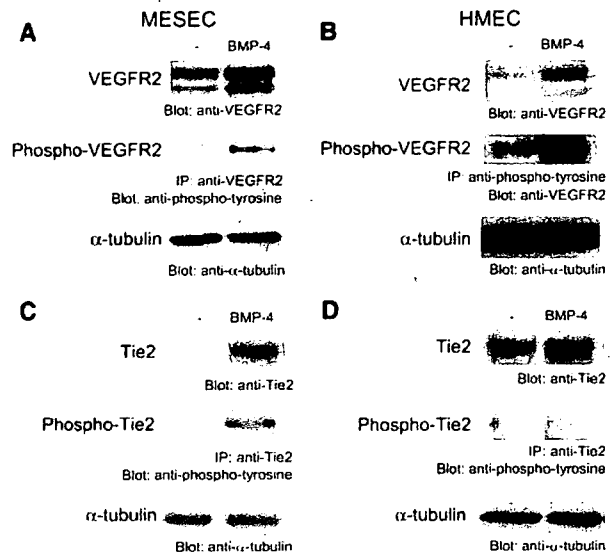 MESEC
HMEC
A
- BMP-4
VEGFR2
Blot: anti-VEGFR2
Phospho-VEGFR2
IP: anti-VEGFR2
Blot: anti-phospho-tyrosine
α-tubulin
Blot: anti-α-tubulin
B
- BMP-4
VEGFR2
Blot: anti-VEGFR2
Phospho-VEGFR2
IP: anti-phospho-tyrosine
Blot: anti-VEGFR2
α-tubulin
Blot: anti-α-tubulin
C
- BMP-4
Tie2
Blot: anti-Tie2
Phospho-Tie2
IP: anti-Tie2
Blot: anti-phospho-tyrosine
α-tubulin
Blot: anti-α-tubulin
D
- BMP-4
Tie2
Blot: anti-Tie2
Phospho-Tie2
IP: anti-Tie2
Blot: anti-phospho-tyrosine
α-tubulin
Blot: anti-α-tubulin